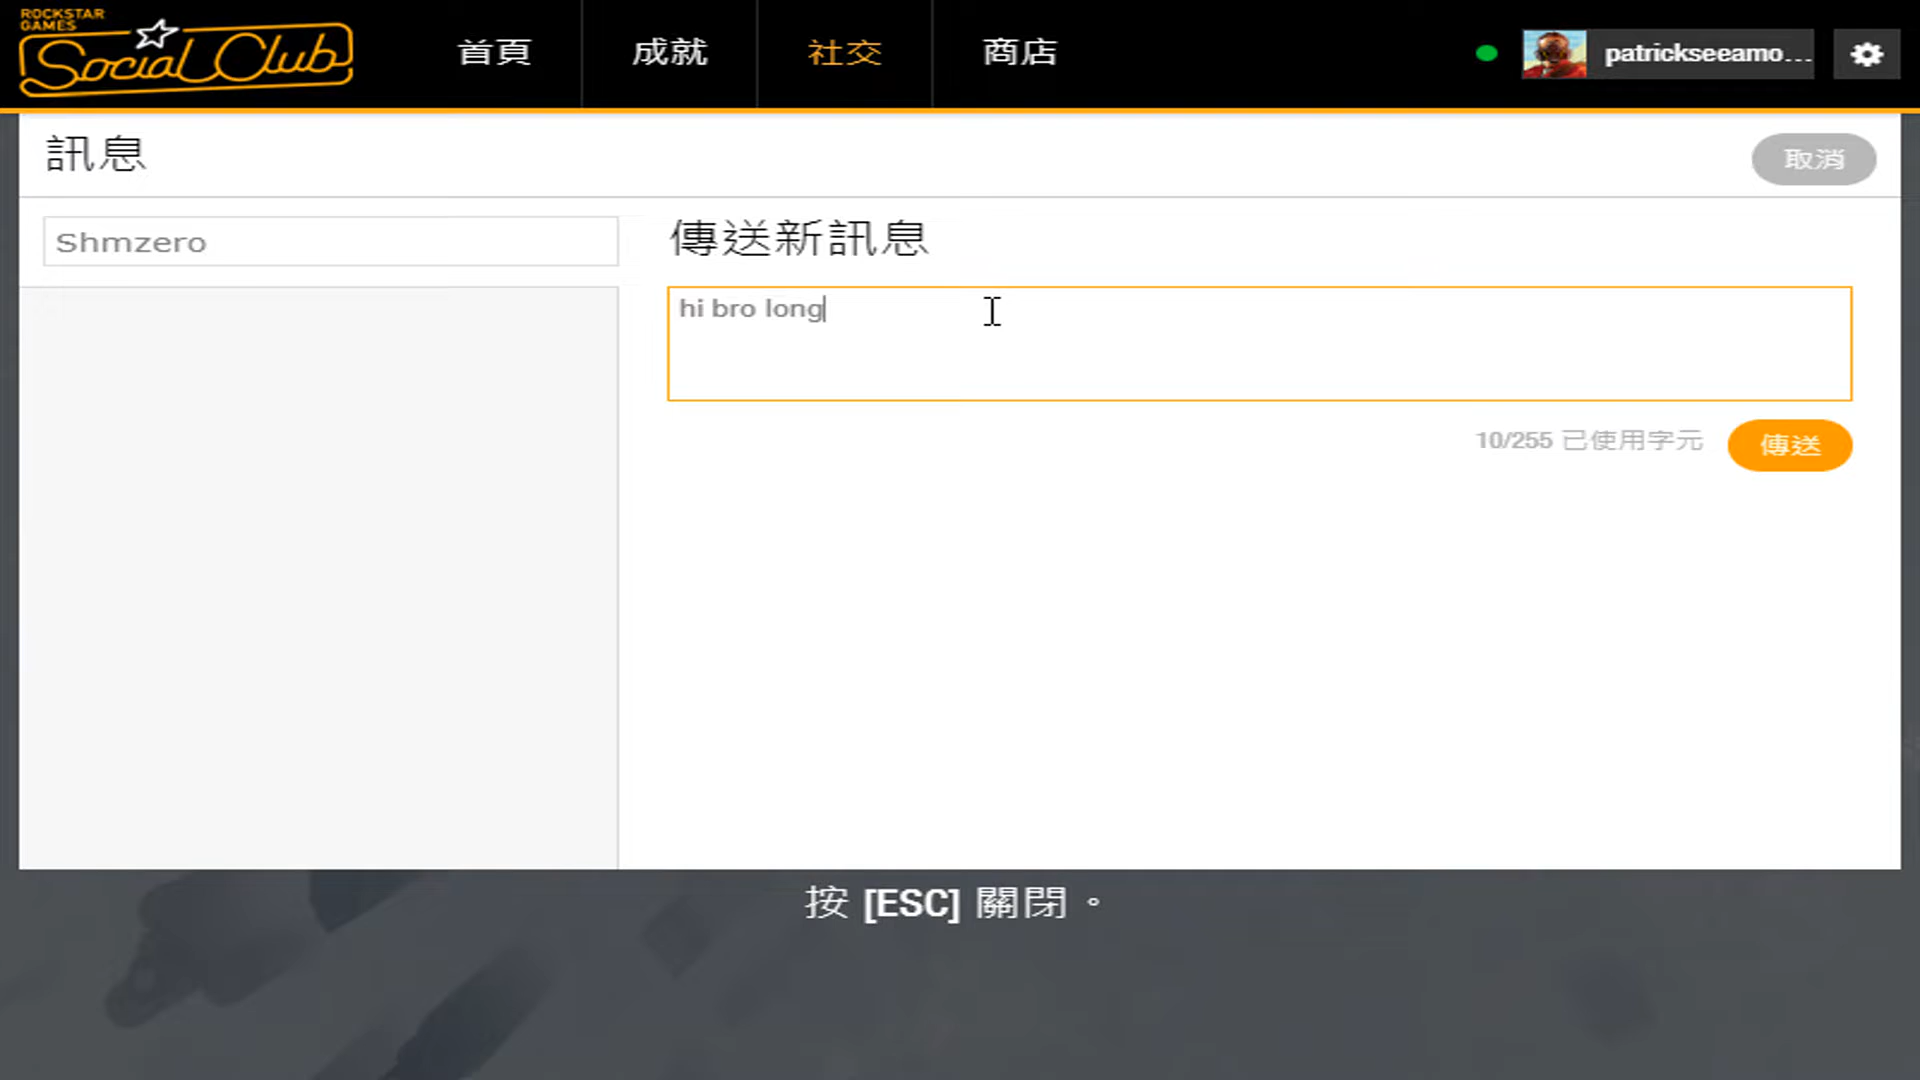 ROCKSTAR
GAMES
Social Club
首頁
成就
社交
商店
patrickseeamo...
訊息
取消
Shmzero
傳送新訊息
hi bro long
10/255 已使用字元
傳送
按 [ESC] 關閉。